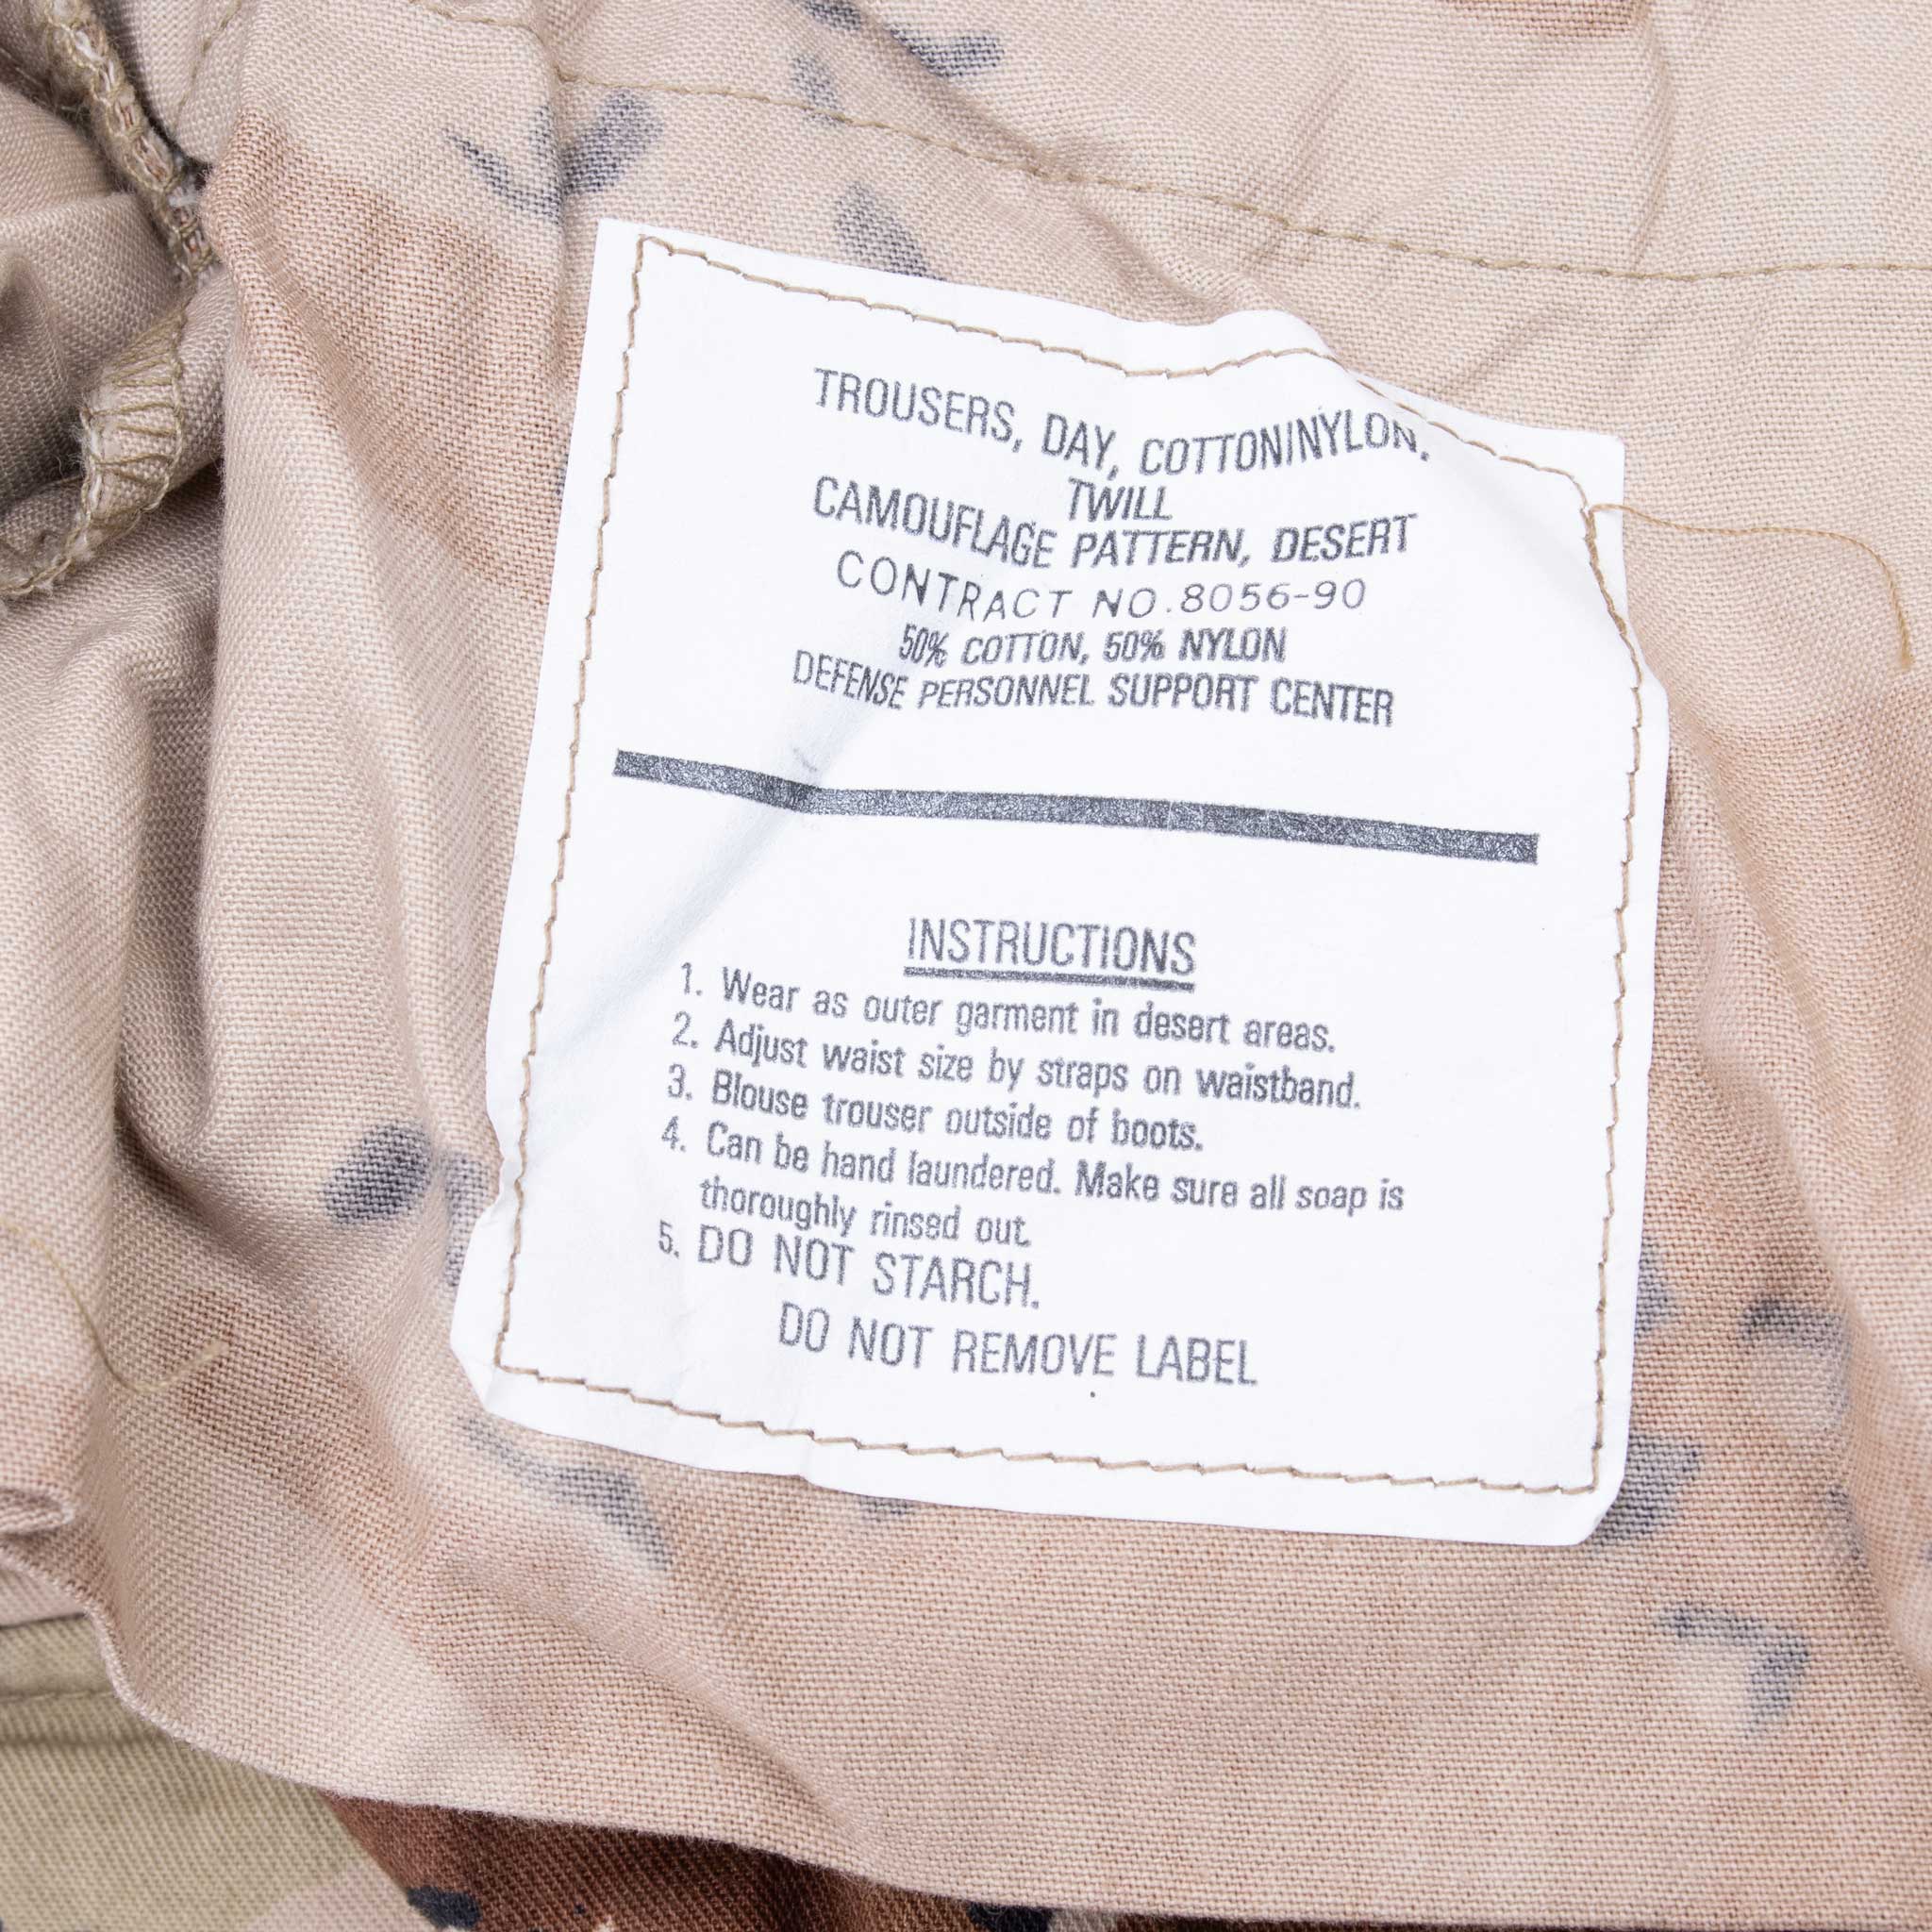 TROUSERS, DAY, COTTON/NYLON,
TWILL
CAMOUFLAGE PATTERN, DESERT
CONTRACT NO.8056-90
50% COTTON, 50% NYLON
DEFENSE PERSONNEL SUPPORT CENTER
INSTRUCTIONS
1. Wear as outer garment in desert areas.
2. Adjust waist size by straps on waistband.
3. Blouse trouser outside of boots.
4. Can be hand laundered. Make sure all soap is
thoroughly rinsed out.
5. DO NOT STARCH.
DO NOT REMOVE LABEL